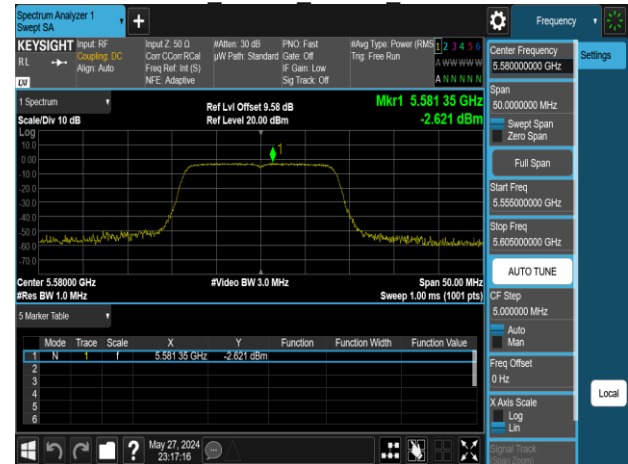 Spectrum Analyzer 1
Swept SA
Frequency
KEYSIGHT
RL
LXI
Input: RF
Coupling: DC
Align: Auto
Input Z: 50 Ω
Corr CCorr RCal
Freq Ref: Int (S)
NFE: Adaptive
#Atten: 30 dB
µW Path: Standard
PNO: Fast
Gate: Off
IF Gain: Low
Sig Track: Off
#Avg Type: Power (RMS)
Trig: Free Run
1 2 3 4 5 6
A W W W W W
A N N N N N
Center Frequency
5.580000000 GHz
Settings
Span
50.0000000 MHz
Swept Span
Zero Span
Full Span
Start Freq
5.555000000 GHz
Stop Freq
5.605000000 GHz
AUTO TUNE
CF Step
5.000000 MHz
Auto
Man
Freq Offset
0 Hz
X Axis Scale
Log
Lin
Signal Track
(Span Zoom)
Local
1 Spectrum
Scale/Div 10 dB
Ref Lvl Offset 9.58 dB
Ref Level 20.00 dBm
Mkr1 5.581 35 GHz
-2.621 dBm
Log
10.0
0.00
-10.0
-20.0
-30.0
-40.0
-50.0
-60.0
-70.0
1
Center 5.58000 GHz
#Res BW 1.0 MHz
#Video BW 3.0 MHz
Span 50.00 MHz
Sweep 1.00 ms (1001 pts)
5 Marker Table
Mode Trace Scale X Y Function Function Width Function Value
1 N 1 f 5.581 35 GHz -2.621 dBm
2
3
4
5
6
May 27, 2024
23:17:16